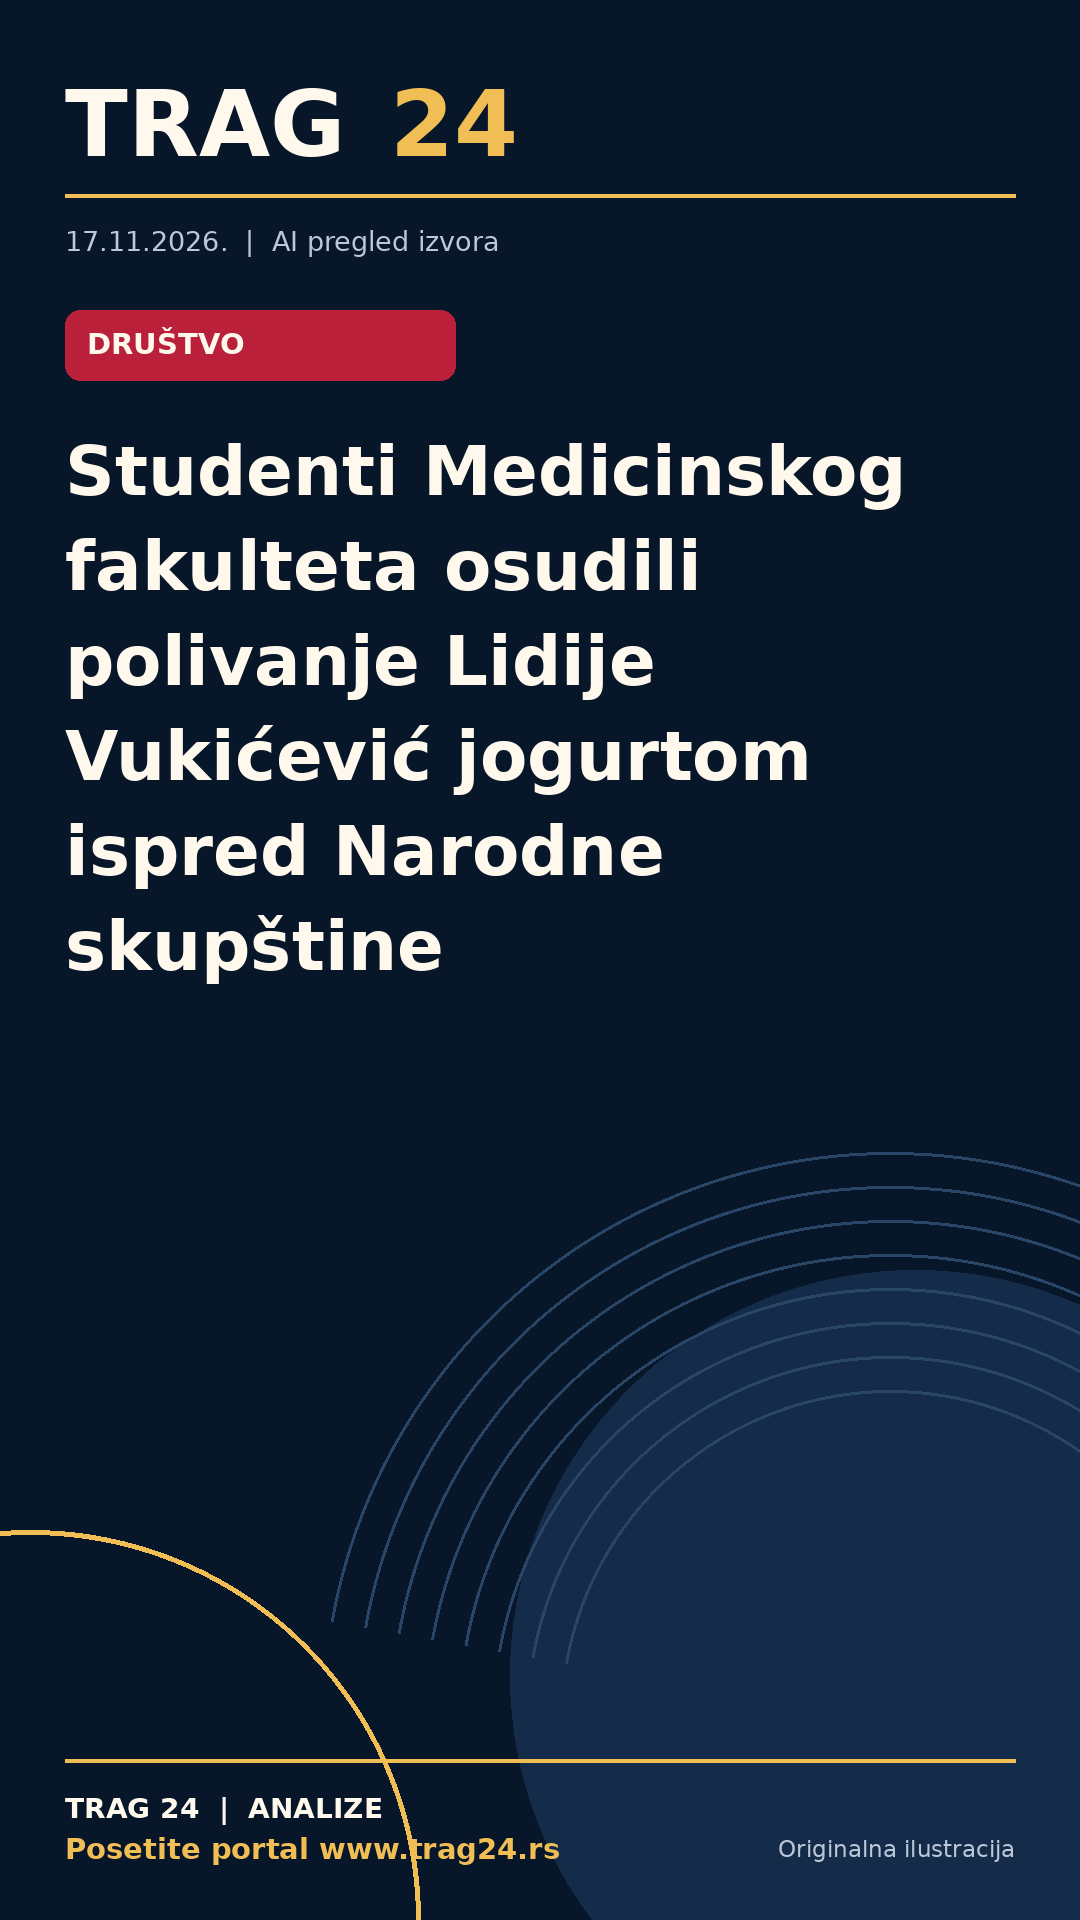 TRAG 24
17.11.2026. | AI pregled izvora
DRUŠTVO
Studenti Medicinskog
fakulteta osudili
polivanje Lidije
Vukićević jogurtom
ispred Narodne
skupštine
TRAG 24 | ANALIZE
Posetite portal www.trag24.rs
Originalna ilustracija